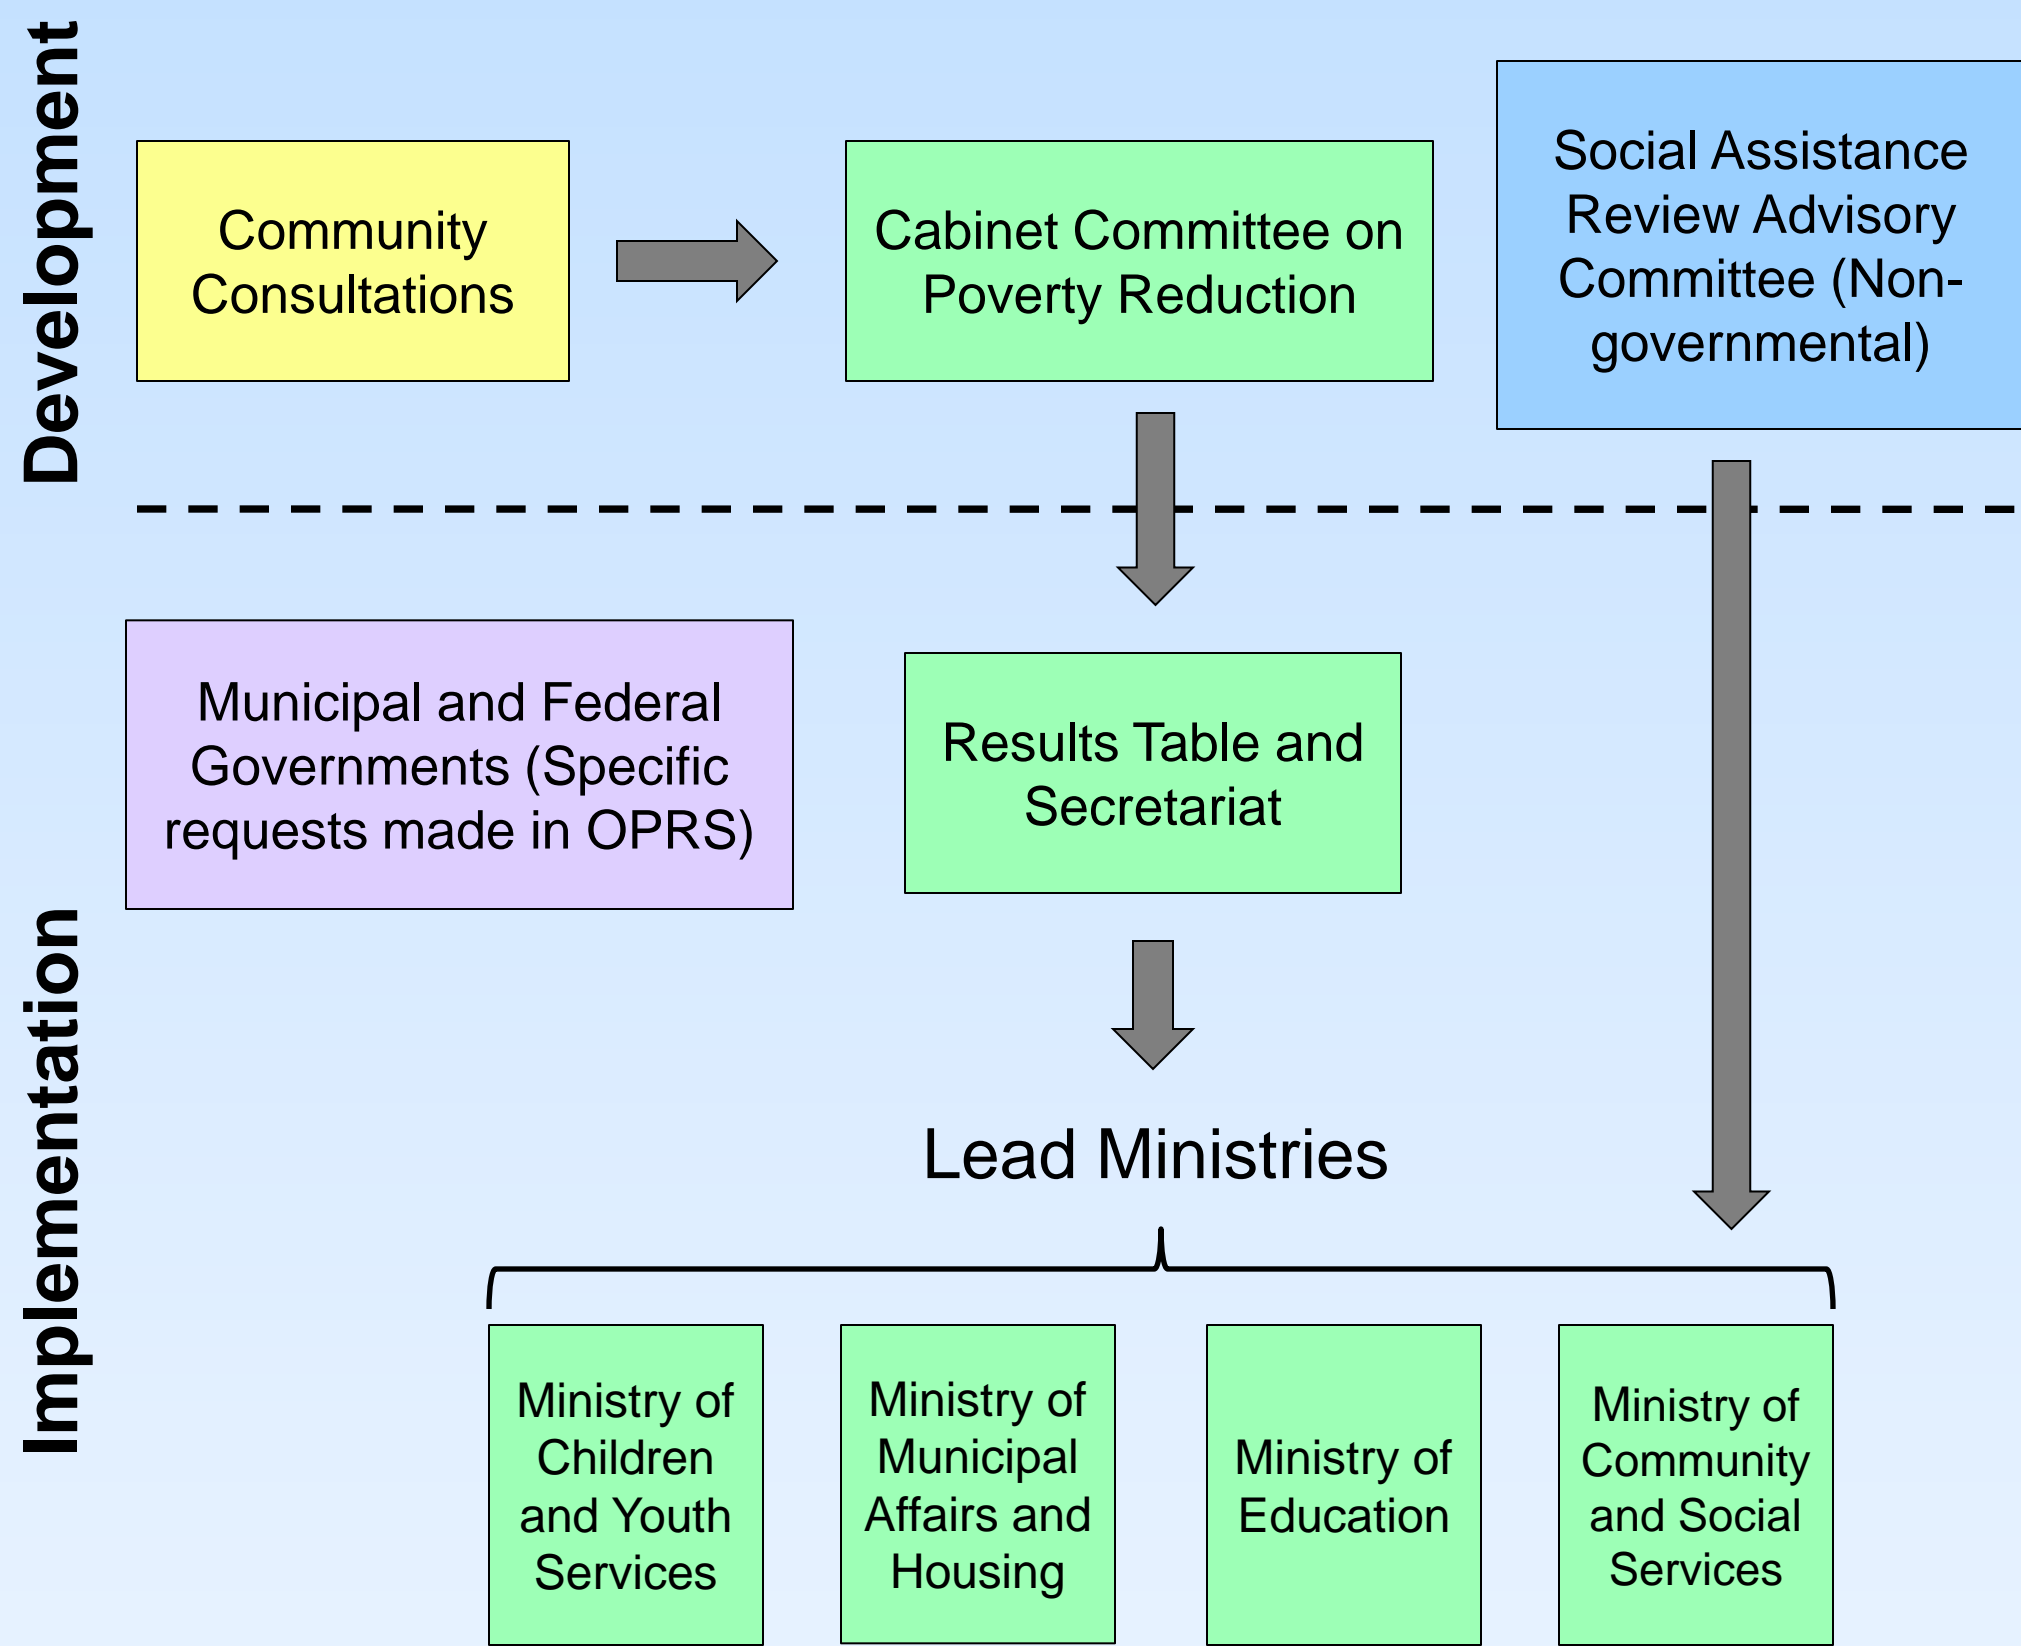 Development
Community
Consultations
Cabinet Committee on
Poverty Reduction
Social Assistance
Review Advisory
Committee (Non-
governmental)
Implementation
Municipal and Federal
Governments (Specific
requests made in OPRS)
Results Table and
Secretariat
Lead Ministries
Ministry of
Children
and Youth
Services
Ministry of
Municipal
Affairs and
Housing
Ministry of
Education
Ministry of
Community
and Social
Services